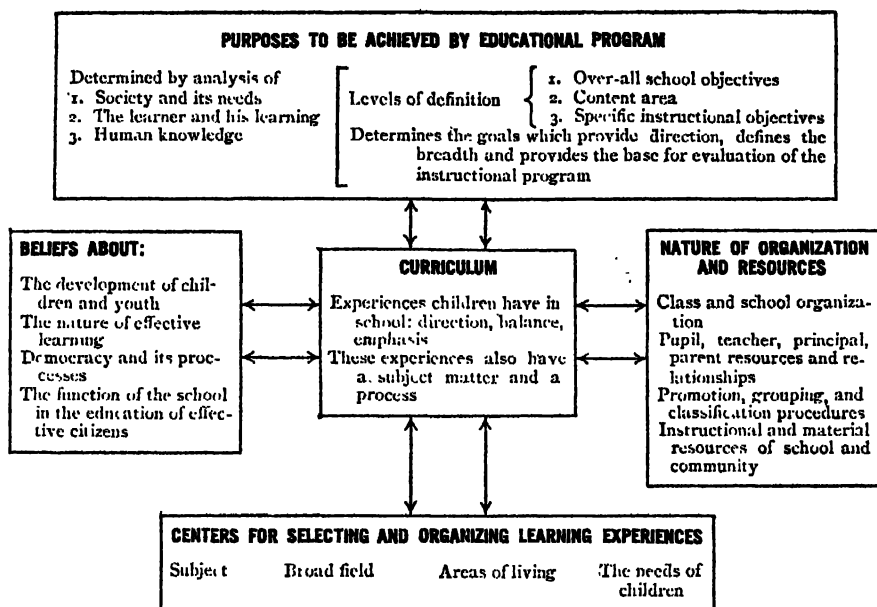 PURPOSES TO BE ACHIEVED BY EDUCATIONAL PROGRAM
Determined by analysis of
1. Society and its needs
2. The learner and his learning
3. Human knowledge
Levels of definition
1. Over-all school objectives
2. Content area
3. Specific instructional objectives
Determines the goals which provide direction, defines the
breadth and provides the base for evaluation of the
instructional program
BELIEFS ABOUT:
The development of chil-
dren and youth
The nature of effective
learning
Democracy and its pro-
cesses
The function of the school
in the education of effec-
tive citizens
CURRICULUM
Experiences children have in
school: direction, balance,
emphasis
These experiences also have
a subject matter and a
process
NATURE OF ORGANIZATION
AND RESOURCES
Class and school organiza-
tion
Pupil, teacher, principal,
parent resources and re-
lationships
Promotion, grouping, and
classification procedures
Instructional and material
resources of school and
community
CENTERS FOR SELECTING AND ORGANIZING LEARNING EXPERIENCES
Subject
Broad field
Areas of living
The needs of
children